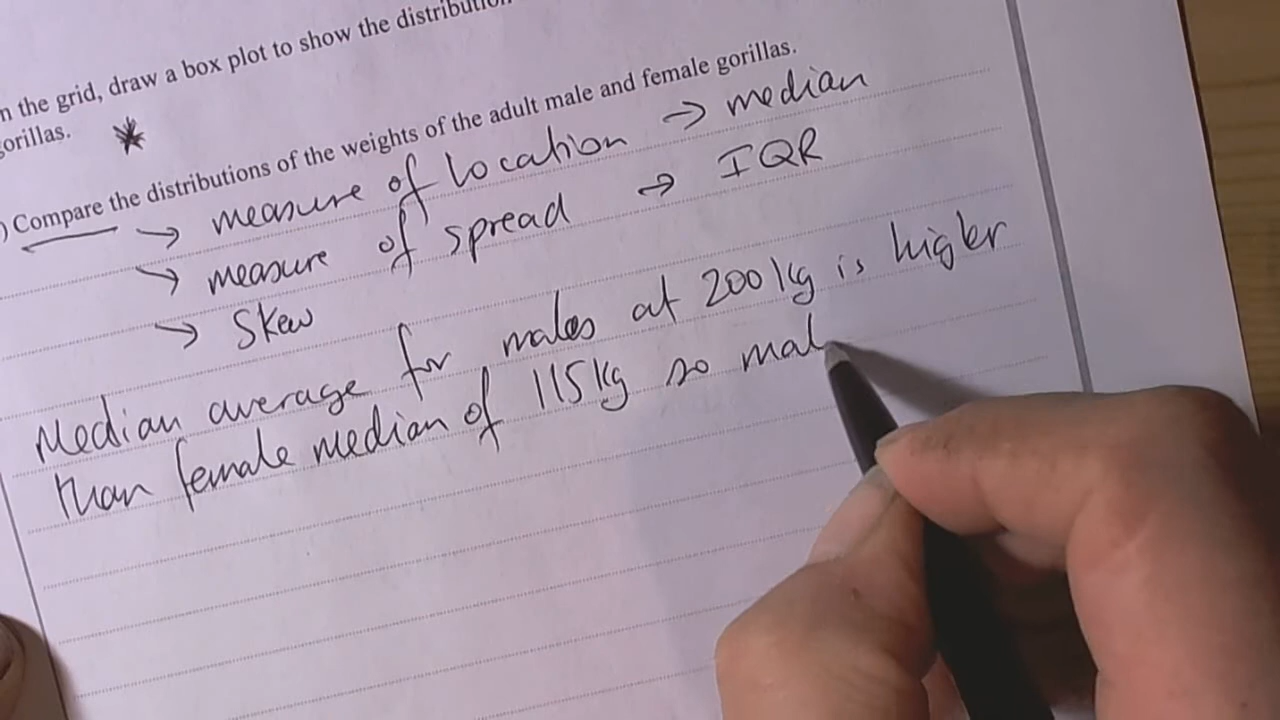 n the grid, draw a box plot to show the distribution
gorillas.
) Compare the distributions of the weights of the adult male and female gorillas.
→ measure of location → median
→ measure of spread → IQR
→ Skew
Median average for males at 200kg is higher
than female median of 115kg so mal